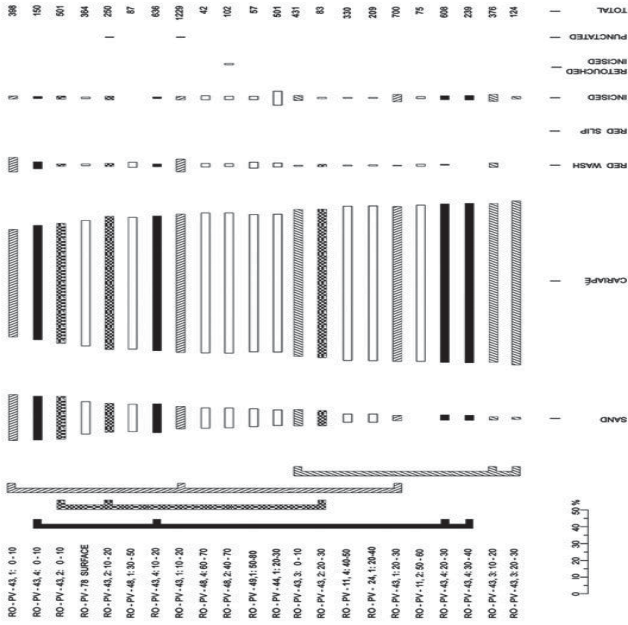 SAND
CARIAPÉ
RED WASH
RED SLIP
INCISED
RETOUCHED
INCISED
PUNCTATED
TOTAL
RO - PV - 43, 1: 0 - 10 398
RO - PV - 43, 4: 0 - 10 150
RO - PV - 43, 2: 0 - 10 501
RO - PV - 78 SURFACE 364
RO - PV - 43, 2: 10 - 20 250
RO - PV - 48, 1: 30 - 50 87
RO - PV - 43, 4: 10 - 20 636
RO - PV - 43, 1: 10 - 20 1229
RO - PV - 48, 4: 60 - 70 42
RO - PV - 48, 2: 40 - 70 102
RO - PV - 49, 1: 50 - 80 57
RO - PV - 44, 1: 20 - 30 501
RO - PV - 43, 3: 0 - 10 431
RO - PV - 43, 2: 20 - 30 83
RO - PV - 11, 4: 40 - 50 330
RO - PV - 24, 1: 20 - 40 209
RO - PV - 43, 1: 20 - 30 700
RO - PV - 11, 2: 50 - 60 75
RO - PV - 43, 4: 20 - 30 608
RO - PV - 43, 4: 30 - 40 239
RO - PV - 43, 3: 10 - 20 376
RO - PV - 43, 3: 20 - 30 124
0 10 20 30 40 50 %